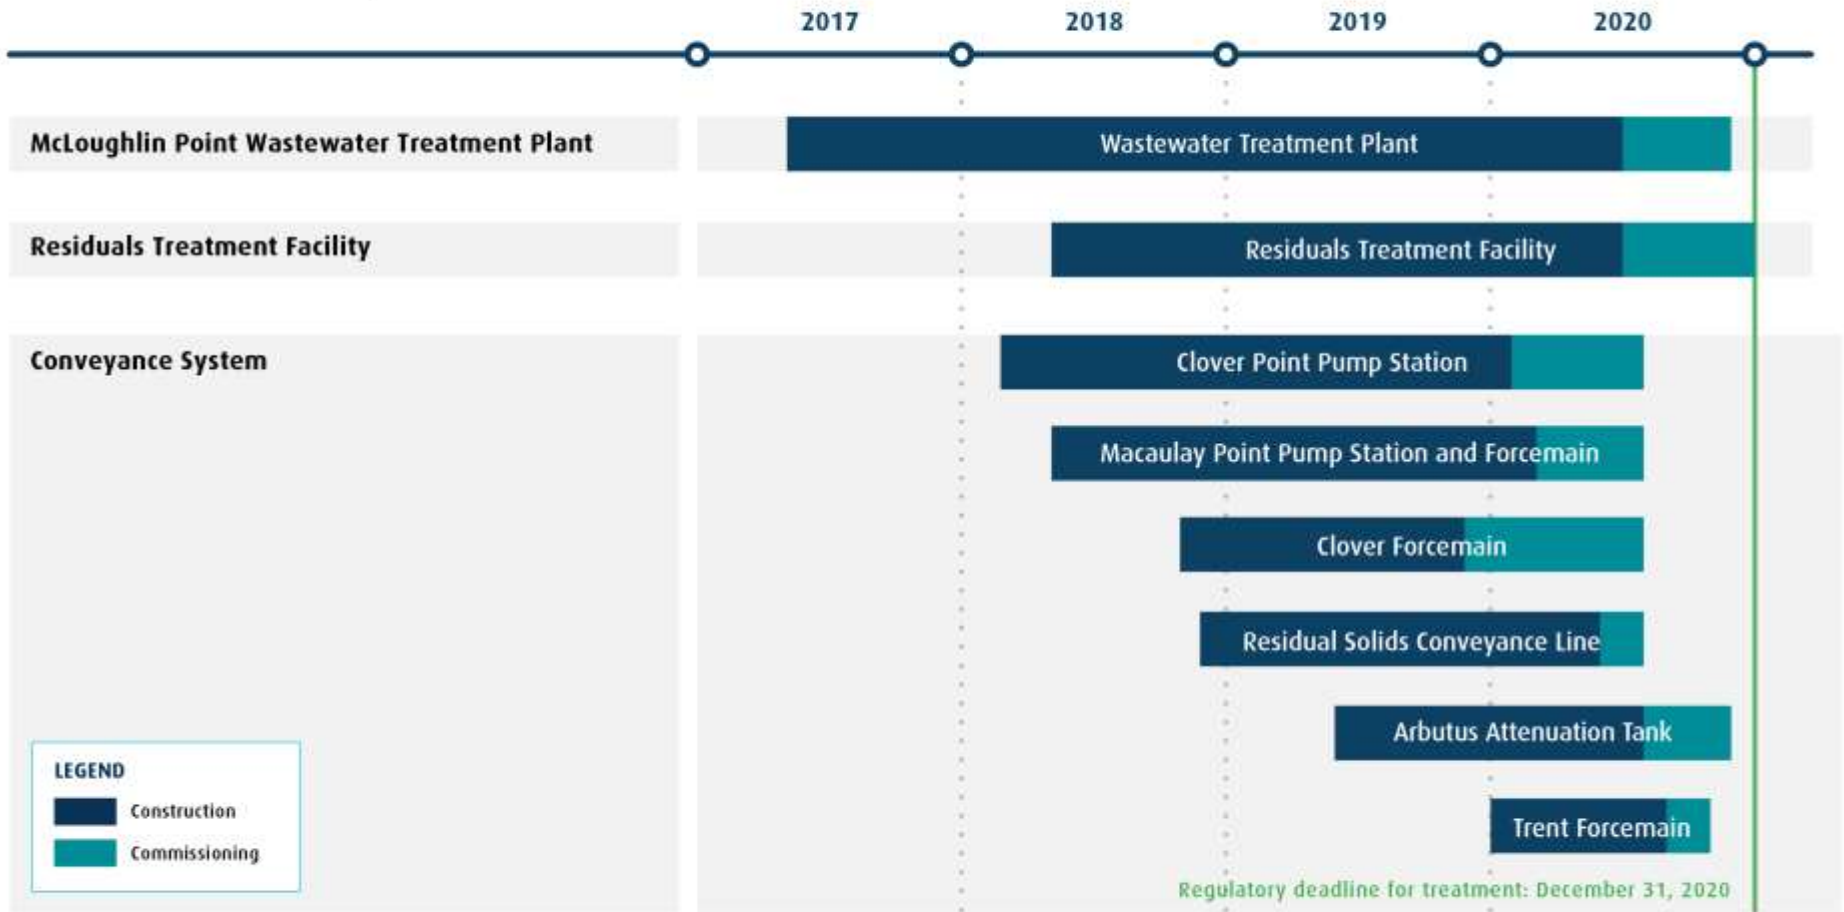 2017 2018 2019 2020
McLoughlin Point Wastewater Treatment Plant
Wastewater Treatment Plant
Residuals Treatment Facility
Residuals Treatment Facility
Conveyance System
Clover Point Pump Station
Macaulay Point Pump Station and Forcemain
Clover Forcemain
Residual Solids Conveyance Line
Arbutus Attenuation Tank
Trent Forcemain
LEGEND
Construction
Commissioning
Regulatory deadline for treatment: December 31, 2020